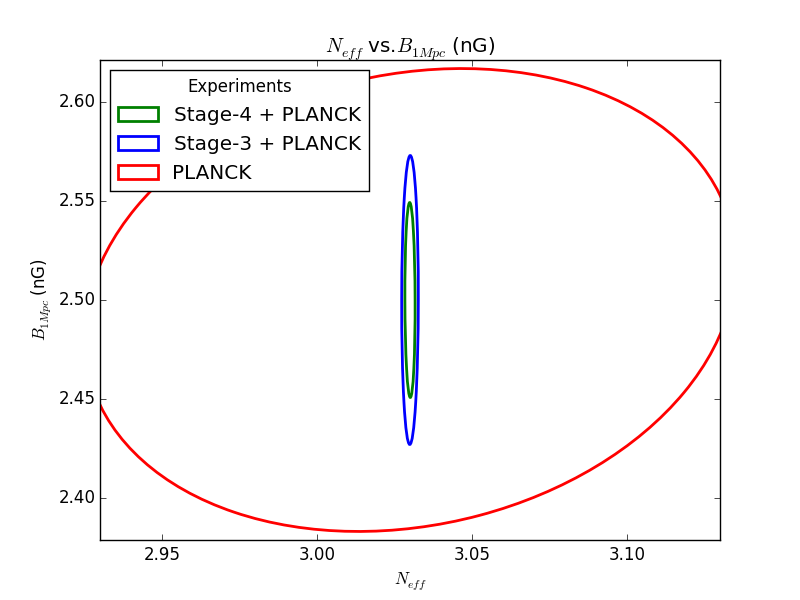 N_eff vs. B_1Mpc (nG)
Experiments
Stage-4 + PLANCK
Stage-3 + PLANCK
PLANCK
2.60
2.55
2.50
2.45
2.40
B_1Mpc (nG)
2.95 3.00 3.05 3.10
N_eff